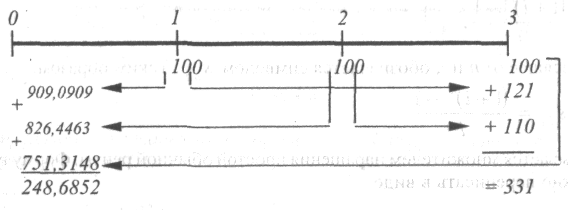 0 1 2 3
100 100 100
909,0909 + 121
+
826,4463 + 110
+
751,3148
248,6852 = 331